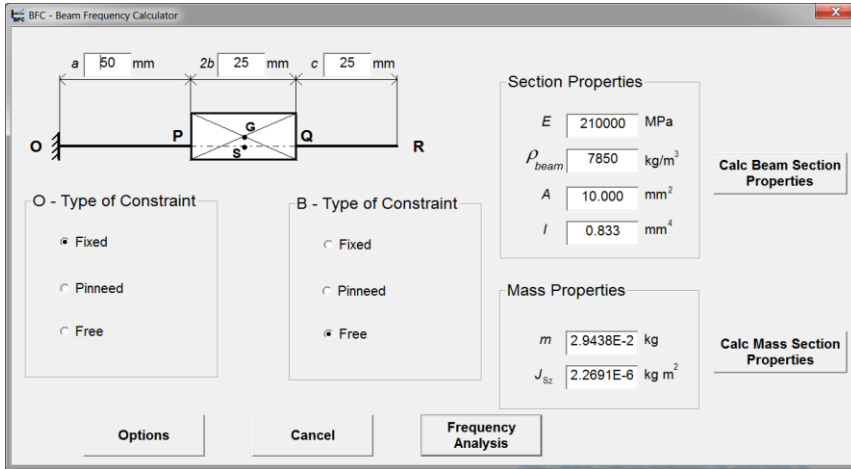 BFC - Beam Frequency Calculator
a 50 mm 2b 25 mm c 25 mm
O P G S Q R
O - Type of Constraint
Fixed
Pinneed
Free
B - Type of Constraint
Fixed
Pinneed
Free
Section Properties
E 210000 MPa
ρbeam 7850 kg/m³
A 10.000 mm²
I 0.833 mm⁴
Calc Beam Section
Properties
Mass Properties
m 2.9438E-2 kg
JSz 2.2691E-6 kg m²
Calc Mass Section
Properties
Options
Cancel
Frequency
Analysis